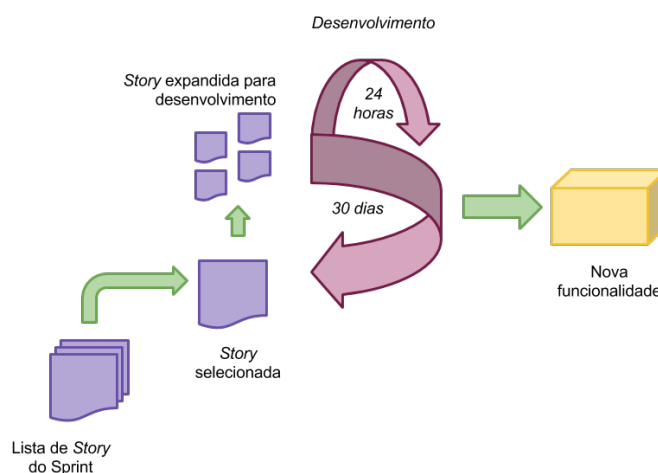 Desenvolvimento
Story expandida para
desenvolvimento
24
horas
30 dias
Nova
funcionalidade
Story
selecionada
Lista de Story
do Sprint